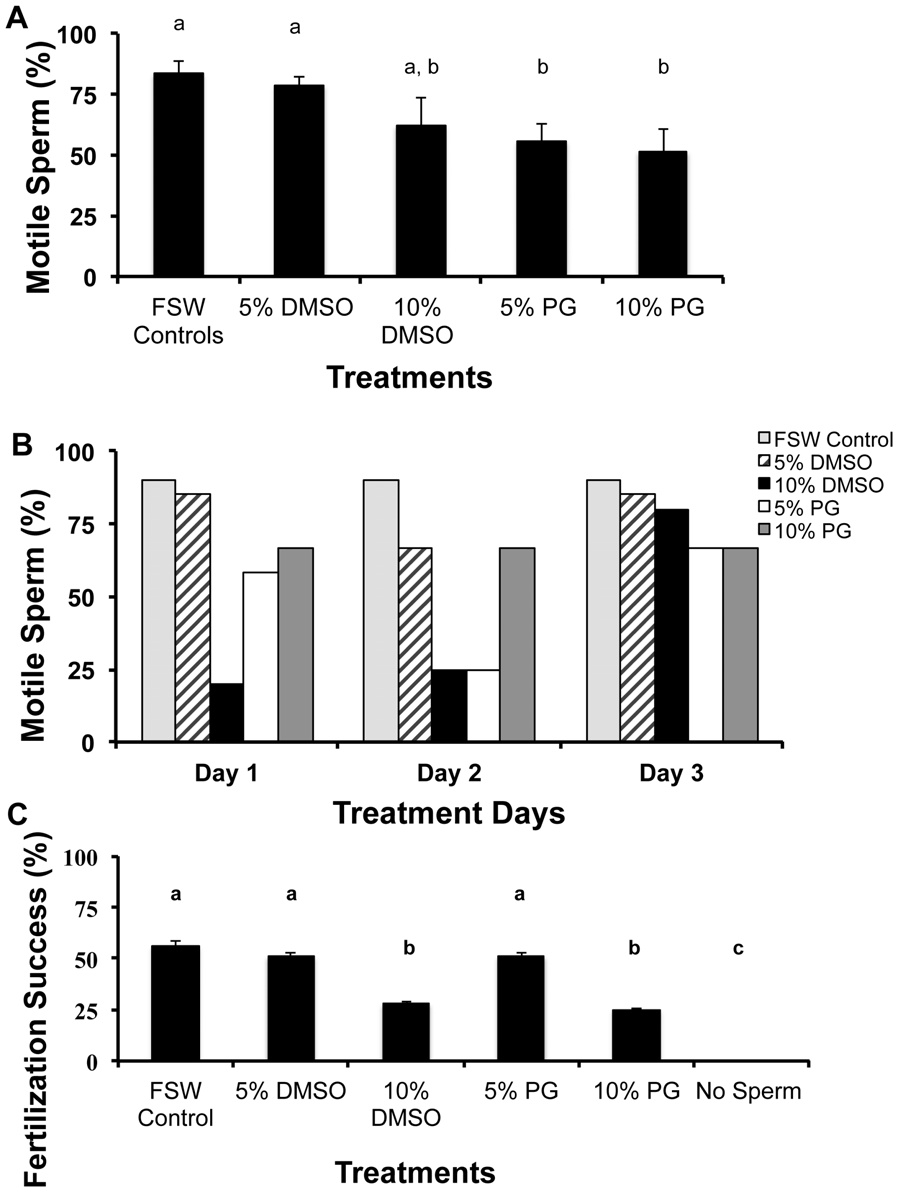 A
Motile Sperm (%)
100
75
50
25
0
a
a
a, b
b
b
FSW
Controls
5% DMSO
10%
DMSO
5% PG
10% PG
Treatments
B
Motile Sperm (%)
100
75
50
25
0
FSW Control
5% DMSO
10% DMSO
5% PG
10% PG
Day 1
Day 2
Day 3
Treatment Days
C
Fertilization Success (%)
100
75
50
25
0
a
a
b
a
b
c
FSW
Control
5% DMSO
10%
DMSO
5% PG
10% PG
No Sperm
Treatments